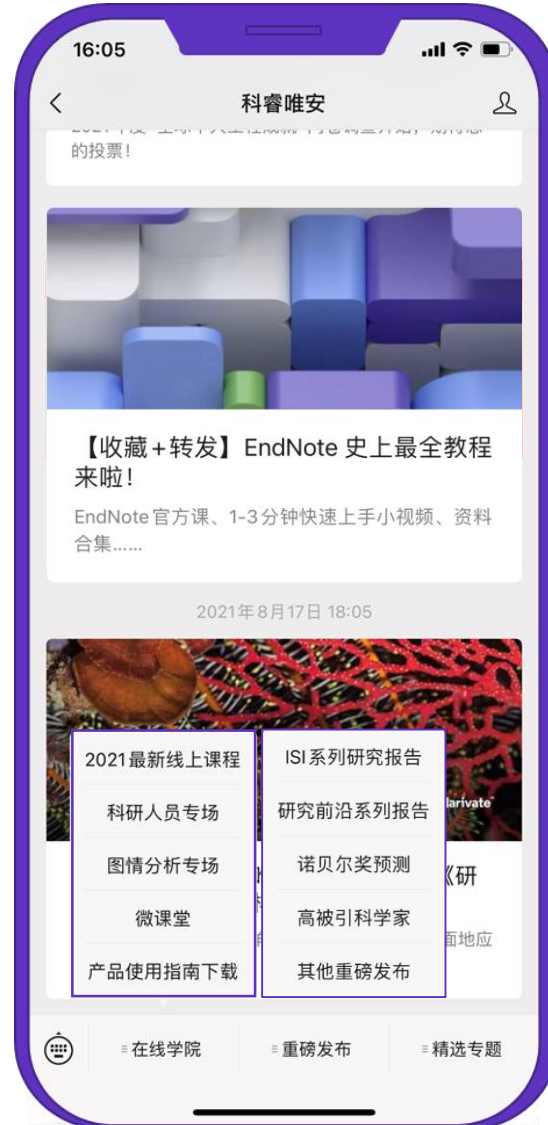 16:05
科睿唯安
的投票！
【收藏+转发】EndNote 史上最全教程
来啦！
EndNote官方课、1-3分钟快速上手小视频、资料
合集......
2021年8月17日 18:05
2021最新线上课程
科研人员专场
图情分析专场
微课堂
产品使用指南下载
ISI系列研究报告
研究前沿系列报告
诺贝尔奖预测
高被引科学家
其他重磅发布
larivate™
《研
面地应
在线学院
重磅发布
精选专题